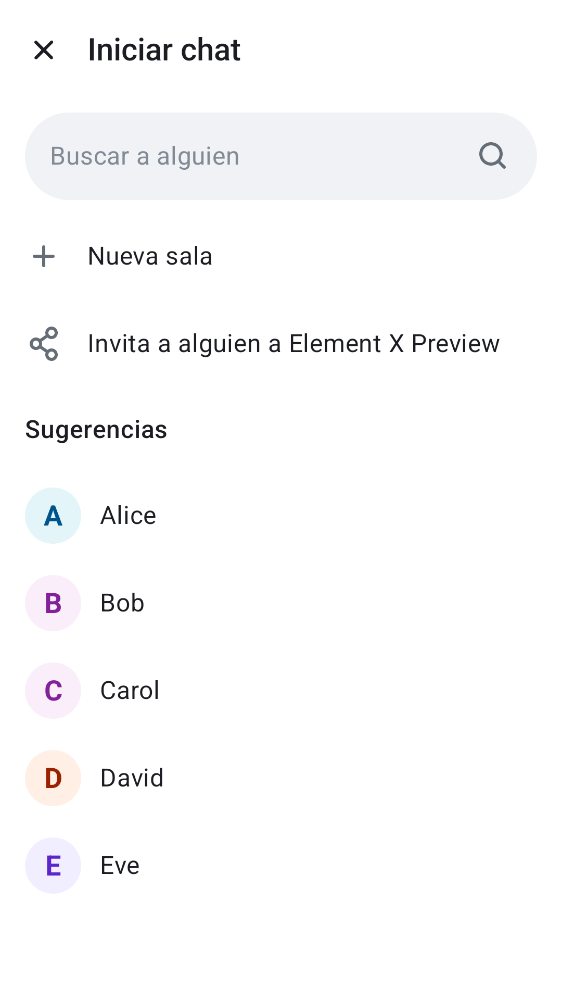 Iniciar chat
Buscar a alguien
Nueva sala
Invita a alguien a Element X Preview
Sugerencias
A Alice
B Bob
C Carol
D David
E Eve